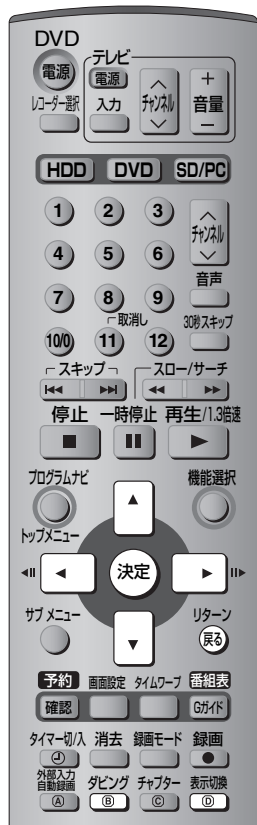 DVD
テレビ
電源 電源 + 音量 −
チャンネル
レコーダー選択 入力
HDD DVD SD/PC
1 2 3
チャンネル
4 5 6
音声
7 8 9
取消し 30秒スキップ
10/0 11 12
スキップ スロー/サーチ
停止 一時停止 再生/1.3倍速
プログラムナビ 機能選択
トップメニュー
決定
サブ メニュー リターン
戻る
予約 画面設定 タイムワープ 番組表
確認 Gガイド
タイマー切/入 消去 録画モード 録画
外部入力 自動録画 ダビング チャプター 表示切換
A B C D